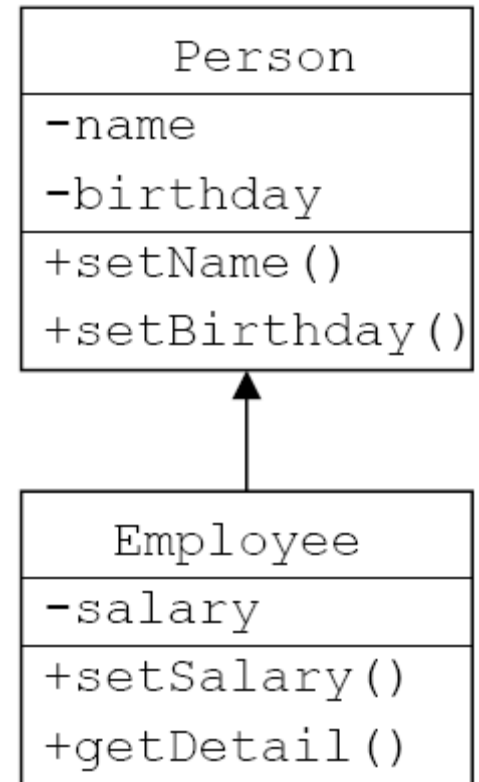 Person
-name
-birthday
+setName()
+setBirthday()
Employee
-salary
+setSalary()
+getDetail()